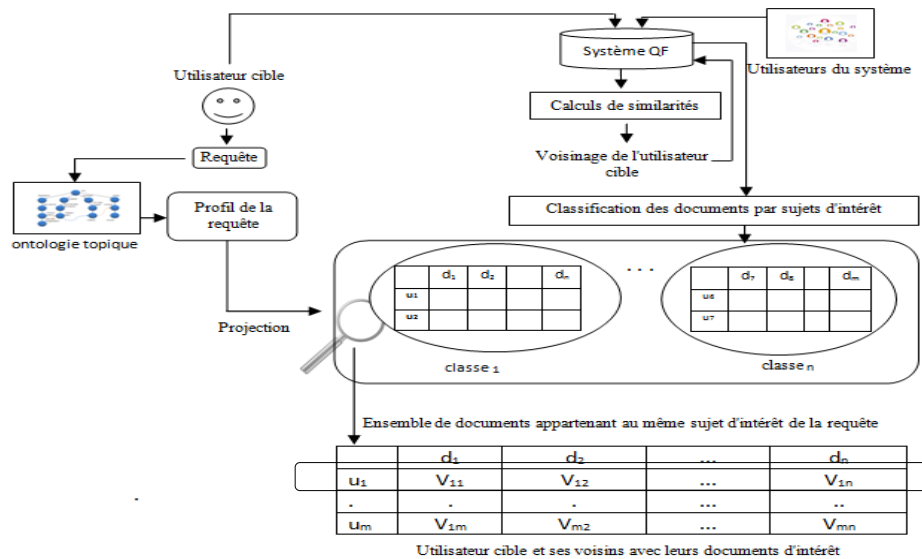 Système QF
Utilisateurs du système
Utilisateur cible
Calculs de similarités
Requête
Voisinage de l'utilisateur
cible
ontologie topique
Profil de la
requête
Classification des documents par sujets d'intérêt
Projection
d₁ d₂ dₙ
u₁
u₂
. . .
d₇ d₈ dₘ
u₆
u₇
classe ₁
classe ₙ
Ensemble de documents appartenant au même sujet d'intérêt de la requête
d₁ d₂ ... dₙ
u₁ V₁₁ V₁₂ ... V₁ₙ
. . . ... ..
uₘ V₁ₘ Vₘ₂ ... Vₘₙ
Utilisateur cible et ses voisins avec leurs documents d'intérêt